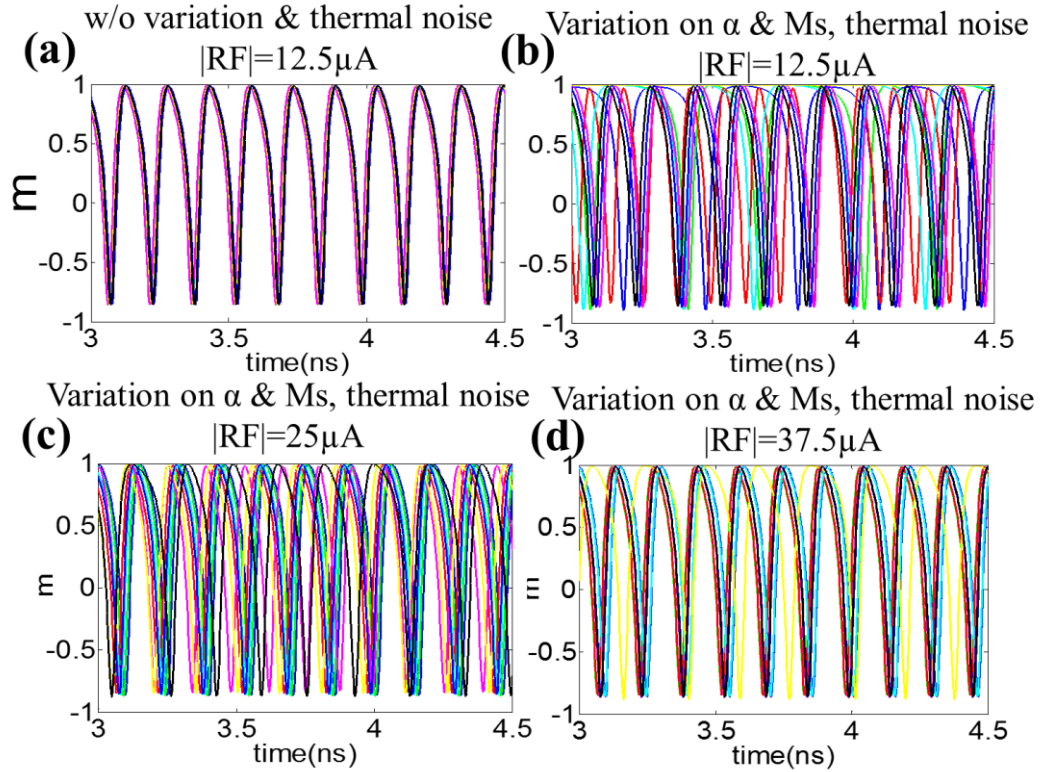 w/o variation & thermal noise
(a)
|RF|=12.5μA
1
0.5
0
-0.5
-1
m
3
3.5
4
4.5
time(ns)
Variation on α & Ms, thermal noise
(b)
|RF|=12.5μA
1
0.5
0
-0.5
-1
3
3.5
4
4.5
time(ns)
Variation on α & Ms, thermal noise
(c)
|RF|=25μA
1
0.5
0
-0.5
-1
m
3
3.5
4
4.5
time(ns)
Variation on α & Ms, thermal noise
(d)
|RF|=37.5μA
1
0.5
0
-0.5
-1
m
3
3.5
4
4.5
time(ns)